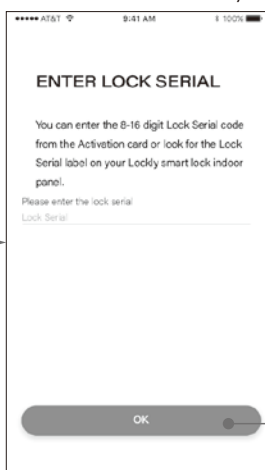 AT&T 9:41 AM 100%
ENTER LOCK SERIAL
You can enter the 8-16 digit Lock Serial code
from the Activation card or look for the Lock
Serial label on your Lockly smart lock indoor
panel.
Please enter the lock serial
Lock Serial
OK